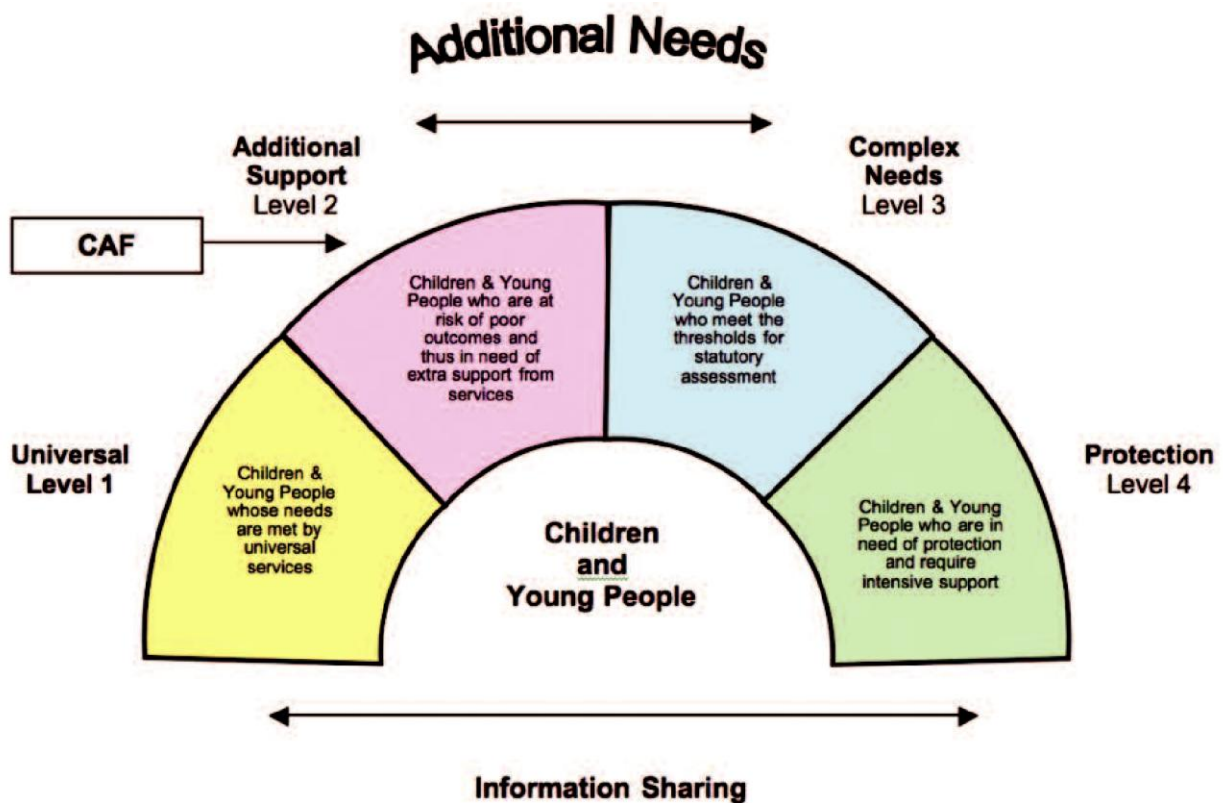 Additional Needs
Additional
Support
Level 2
Complex
Needs
Level 3
CAF
Children & Young
People who are at
risk of poor
outcomes and
thus in need of
extra support from
services
Children &
Young People
who meet the
thresholds for
statutory
assessment
Universal
Level 1
Children &
Young People
whose needs
are met by
universal
services
Children
and
Young People
Children & Young
People who are in
need of protection
and require
intensive support
Protection
Level 4
Information Sharing